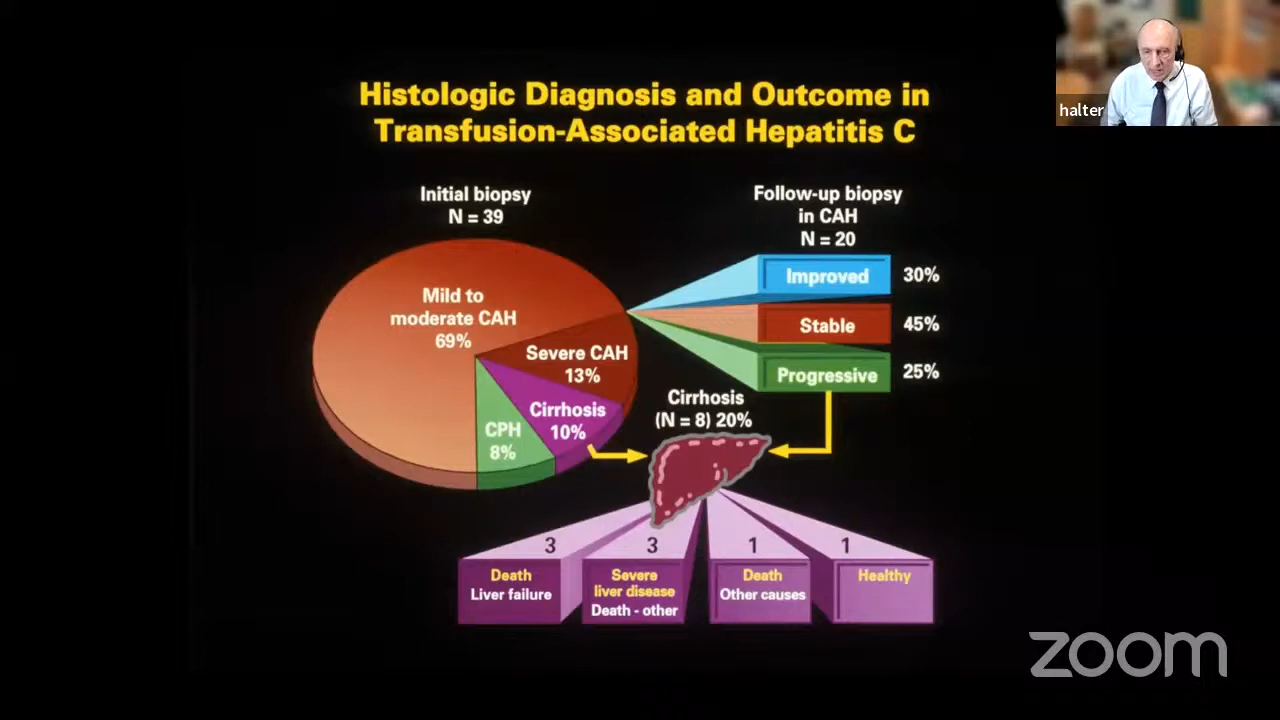 Histologic Diagnosis and Outcome in
Transfusion-Associated Hepatitis C
halter
Initial biopsy
N = 39
Mild to
moderate CAH
69%
Severe CAH
13%
Cirrhosis
10%
CPH
8%
Follow-up biopsy
in CAH
N = 20
Improved 30%
Stable 45%
Progressive 25%
Cirrhosis
(N = 8) 20%
3 3 1 1
Death
Liver failure
Severe
liver disease
Death - other
Death
Other causes
Healthy
zoom